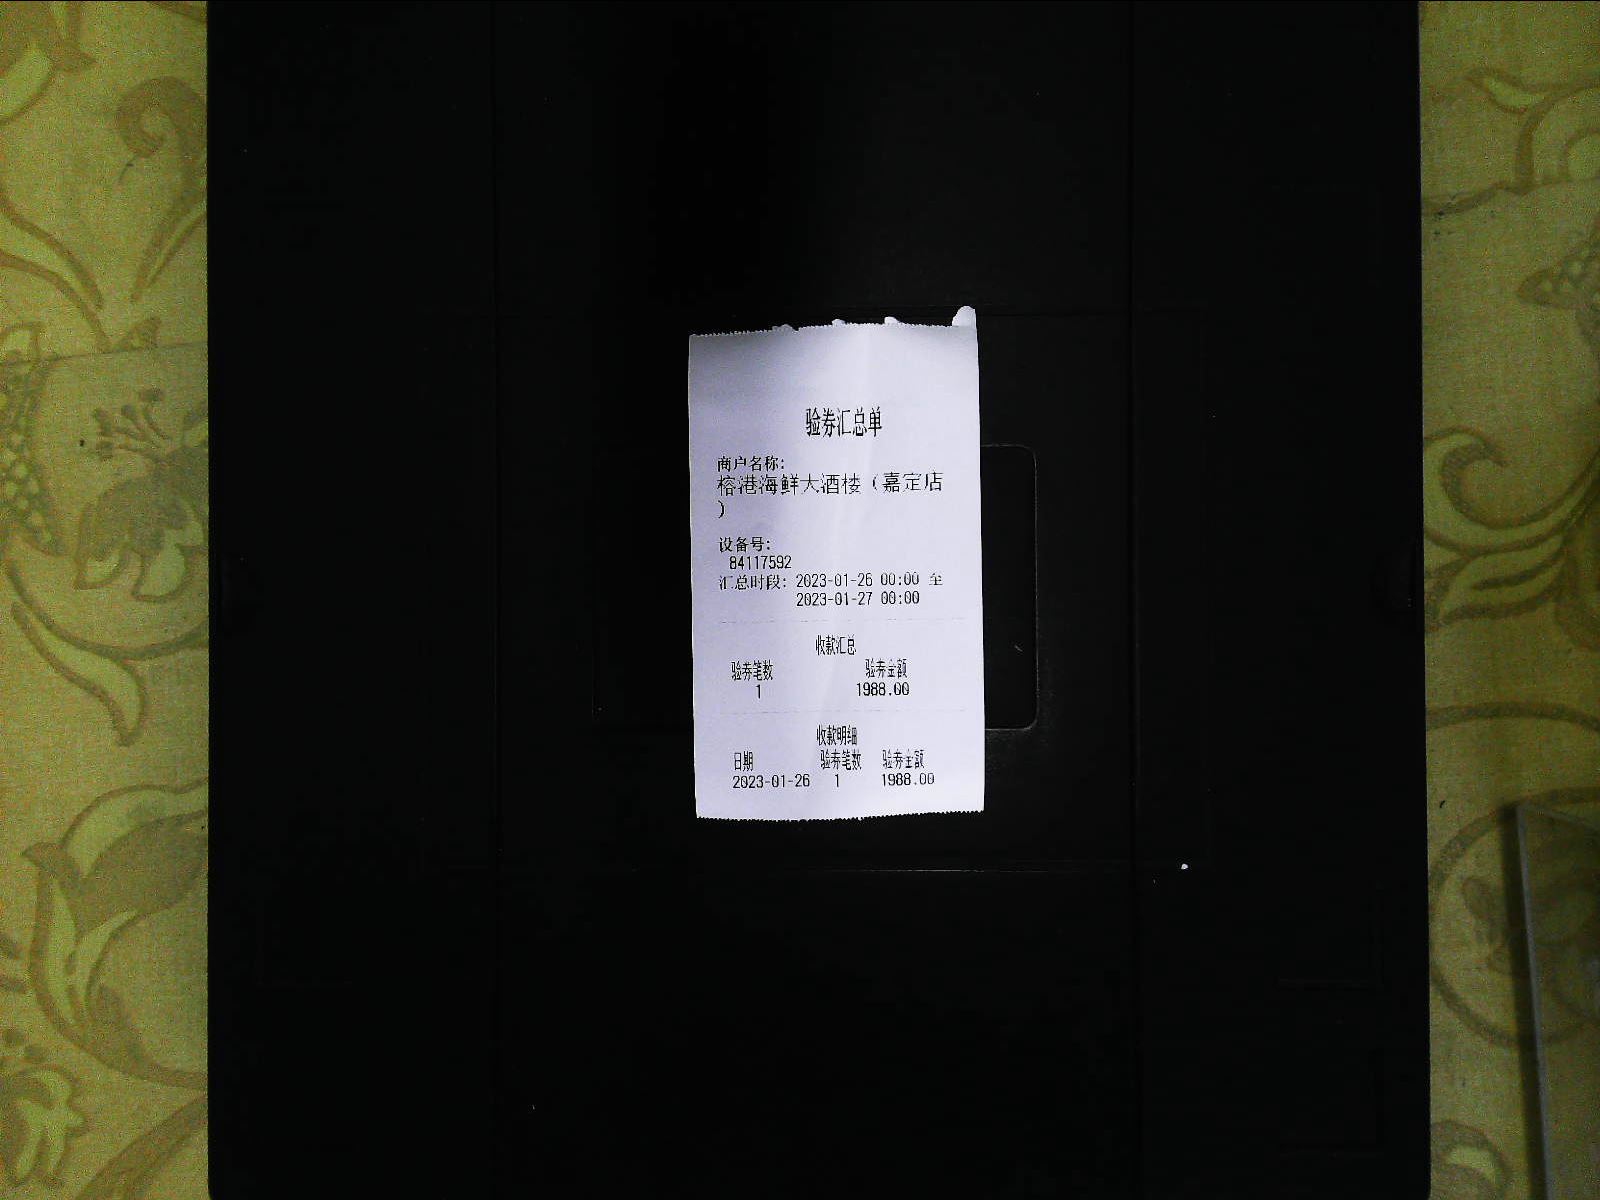 验券汇总单
商户名称:
榕港海鲜大酒楼（嘉定店
）
设备号:
84117592
汇总时段: 2023-01-26 00:00 至
2023-01-27 00:00
收款汇总
验券笔数 验券金额
1 1988.00
收款明细
日期 验券笔数 验券金额
2023-01-26 1 1988.00